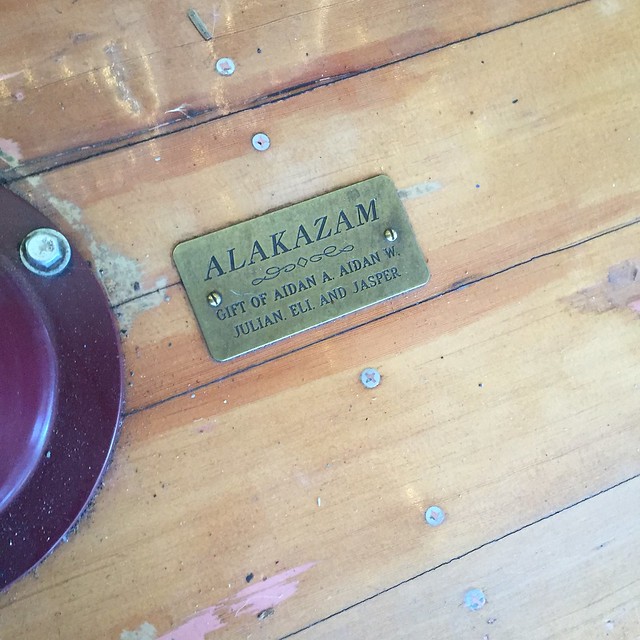 ALAKAZAM
GIFT OF AIDAN A. AIDAN W.
JULIAN. ELI. AND JASPER